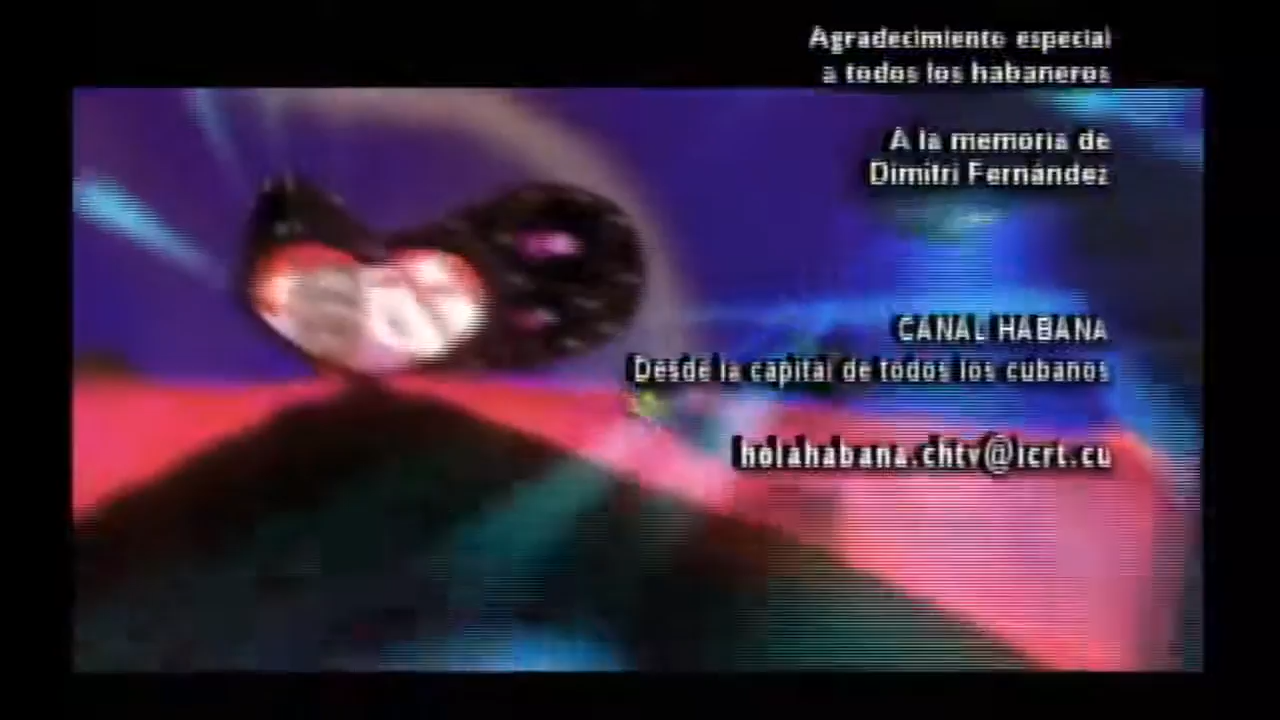 Agradecimiento especial
a todos los habaneros
A la memoria de
Dimitri Fernández
CANAL HABANA
Desde la capital de todos los cubanos
holahabana.chtv@icrt.cu